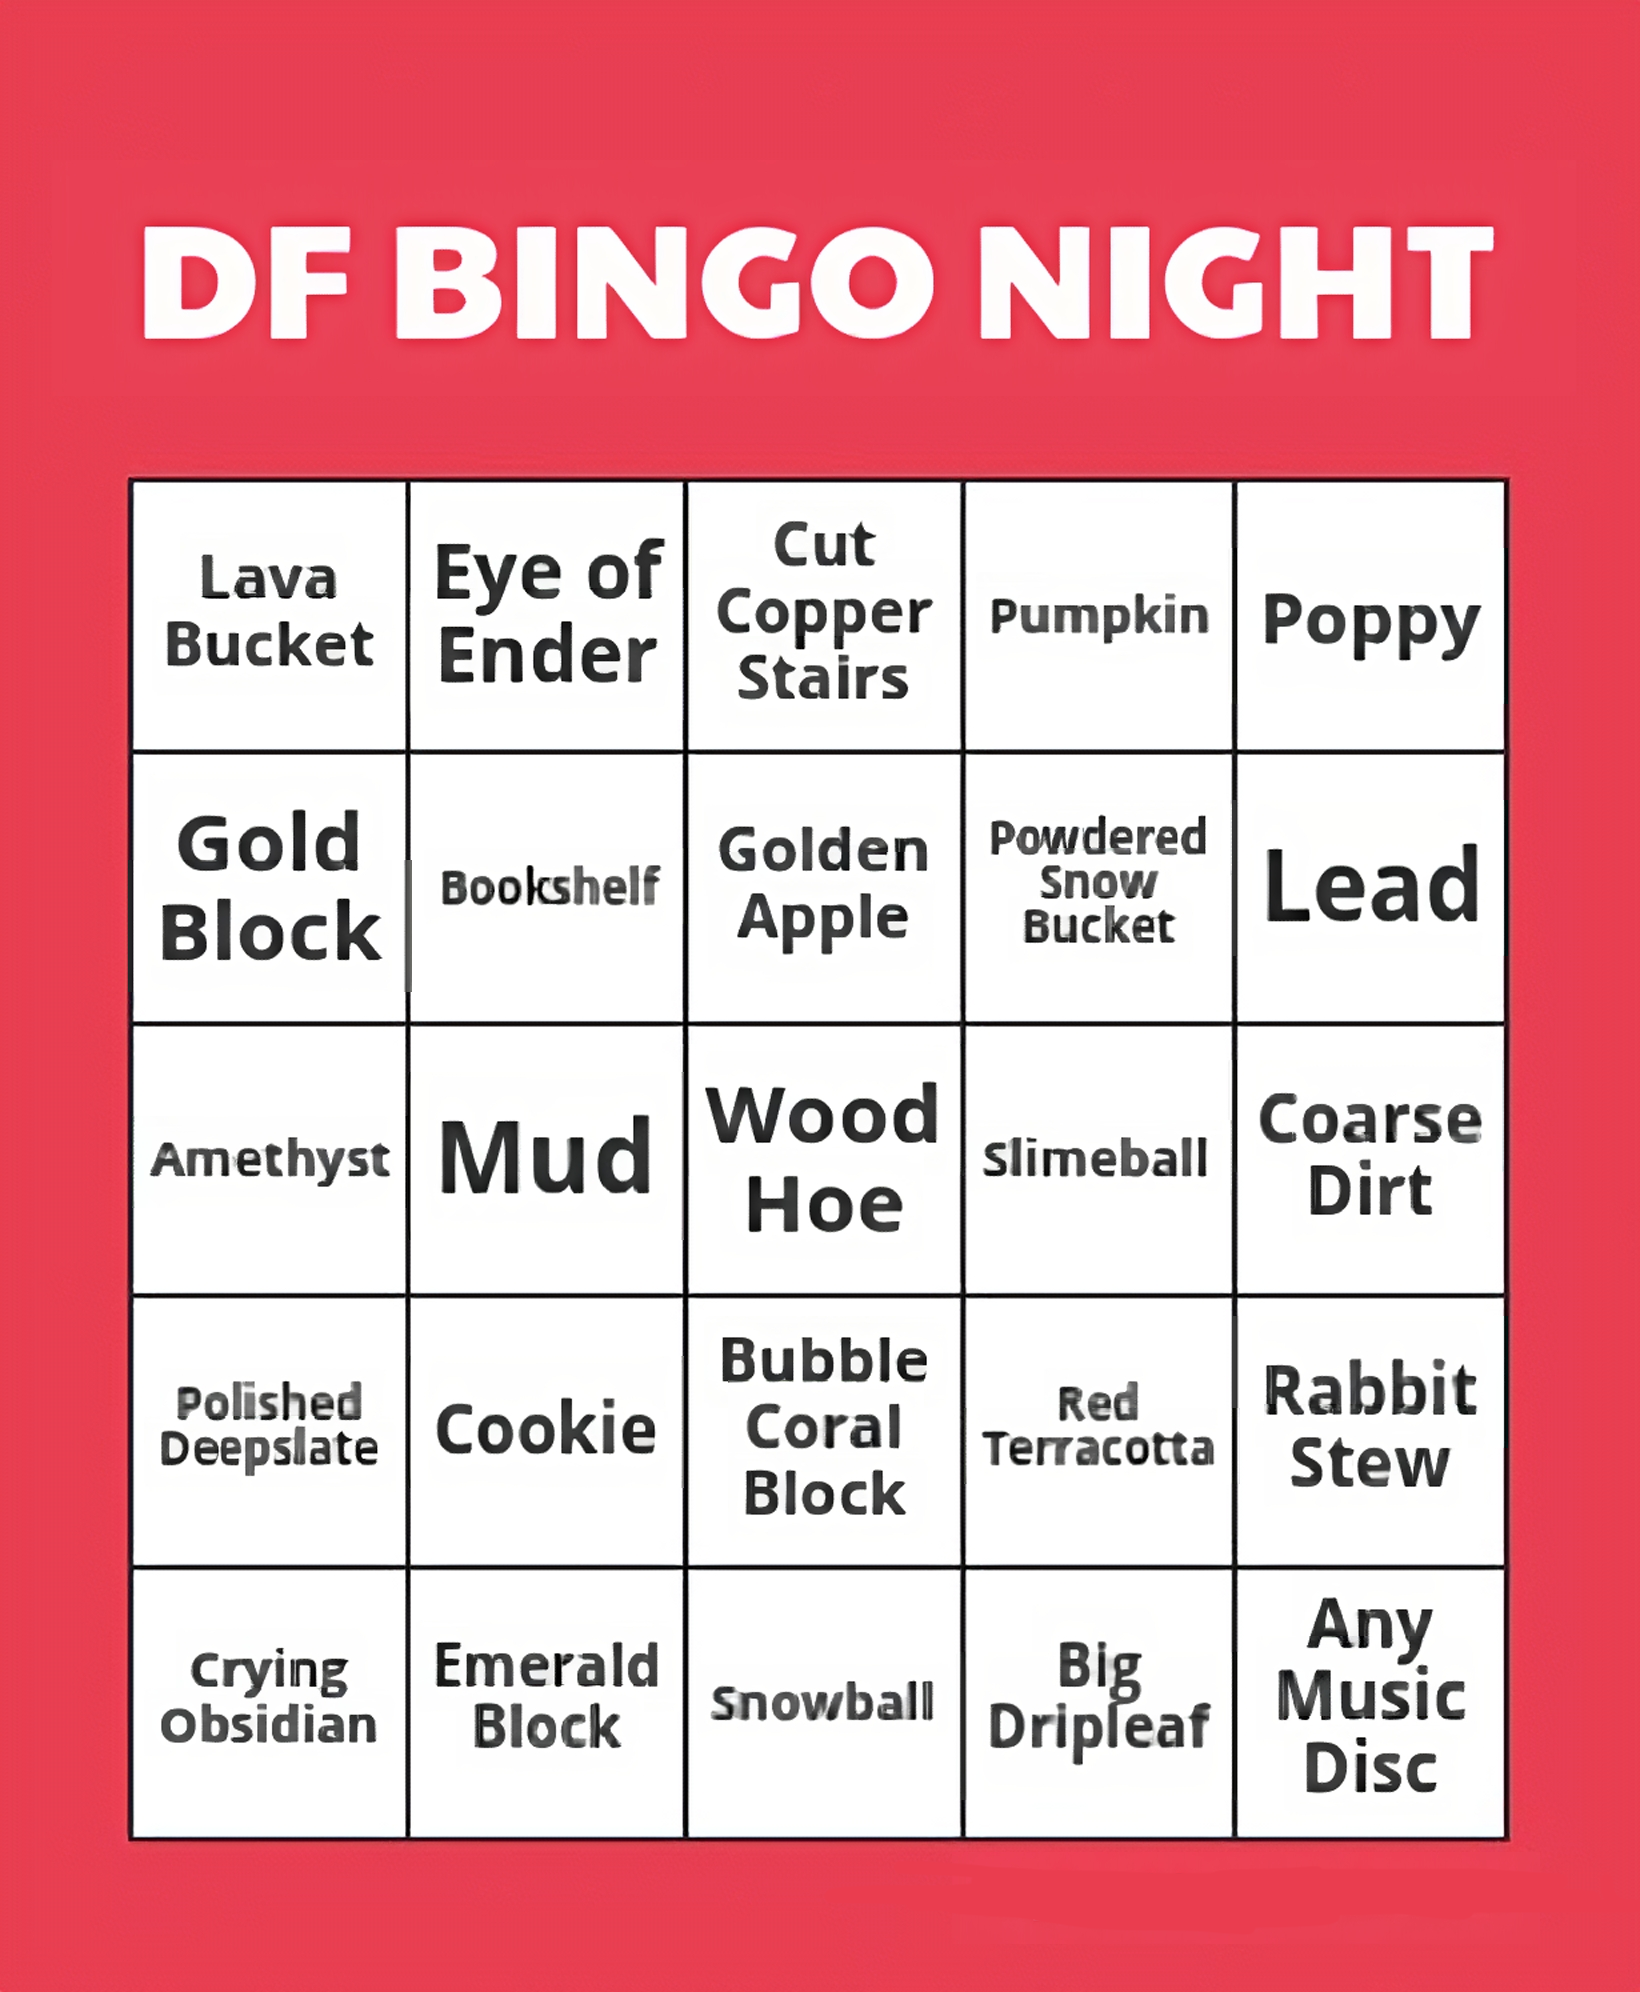 DF BINGO NIGHT
Lava
Bucket
Eye of
Ender
Cut
Copper
Stairs
Pumpkin
Poppy
Gold
Block
Bookshelf
Golden
Apple
Powdered
Snow
Bucket
Lead
Amethyst
Mud
Wood
Hoe
Slimeball
Coarse
Dirt
Polished
Deepslate
Cookie
Bubble
Coral
Block
Red
Terracotta
Rabbit
Stew
Crying
Obsidian
Emerald
Block
Snowball
Big
Dripleaf
Any
Music
Disc